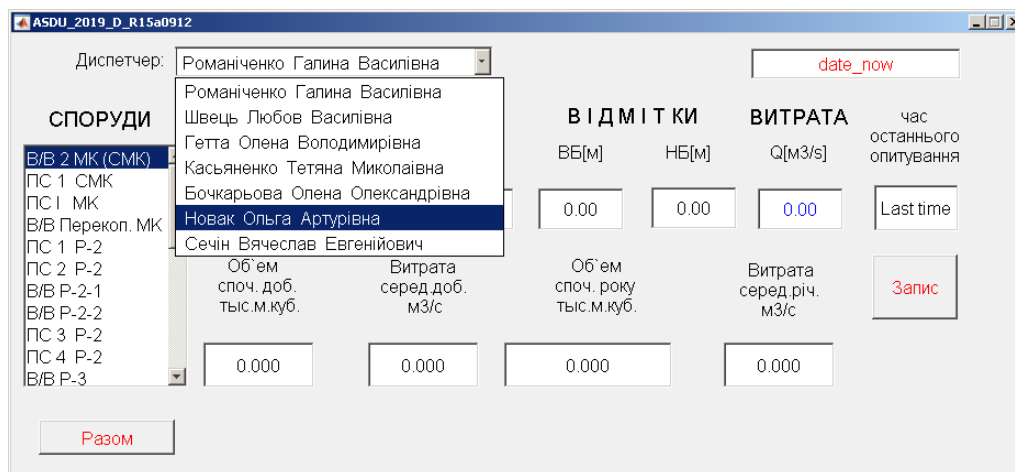 ASDU_2019_D_R15a0912
Диспетчер:
Романіченко Галина Василівна
date_now
Романіченко Галина Василівна
Швець Любов Василівна
Гетта Олена Володимирівна
Касьяненко Тетяна Миколаівна
Бочкарьова Олена Олександрівна
Новак Ольга Артурівна
Сечін Вячеслав Евгенійович
СПОРУДИ
В/В 2 МК (СМК)
ПС 1 СМК
ПС І МК
В/В Перекоп. МК
ПС 1 Р-2
ПС 2 Р-2
В/В Р-2-1
В/В Р-2-2
ПС 3 Р-2
ПС 4 Р-2
В/В Р-3
В І Д М І Т КИ
ВИТРАТА
час
останнього
опитування
ВБ[м]
НБ[м]
Q[м3/s]
0.00
0.00
0.00
Last time
Об`ем
споч. доб.
тыс.м.куб.
Витрата
серед.доб.
м3/с
Об`ем
споч. року
тыс.м.куб.
Витрата
серед.річ.
м3/с
Запис
0.000
0.000
0.000
0.000
Разом